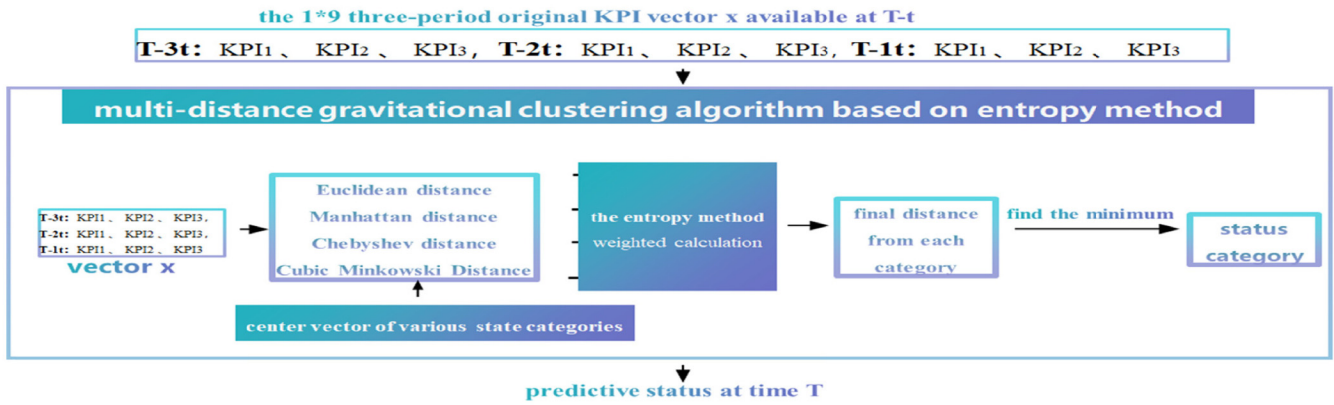 the 1*9 three-period original KPI vector x available at T-t
T-3t: KPI1、 KPI2 、 KPI3, T-2t: KPI1、 KPI2 、 KPI3, T-1t: KPI1、 KPI2 、 KPI3
multi-distance gravitational clustering algorithm based on entropy method
T-3t: KPI1、 KPI2、 KPI3,
T-2t: KPI1、 KPI2、 KPI3,
T-1t: KPI1、 KPI2、 KPI3
vector x
Euclidean distance
Manhattan distance
Chebyshev distance
Cubic Minkowski Distance
center vector of various state categories
the entropy method
weighted calculation
final distance
from each
category
find the minimum
status
category
predictive status at time T